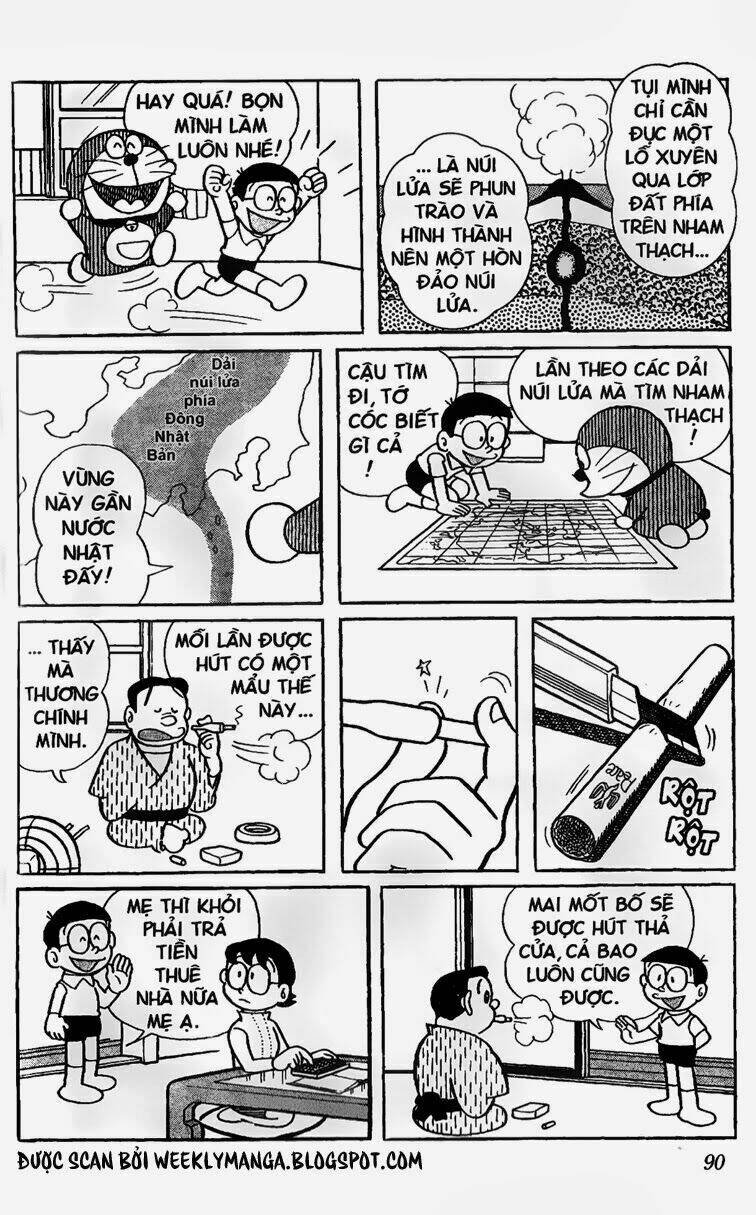 TỤI MÌNH
CHỈ CẦN
ĐỤC MỘT
LỖ XUYÊN
QUA LỚP
ĐẤT PHÍA
TRÊN NHAM
THẠCH...
... LÀ NÚI
LỬA SẼ PHUN
TRÀO VÀ
HÌNH THÀNH
NÊN MỘT HÒN
ĐẢO NÚI
LỬA.
HAY QUÁ! BỌN
MÌNH LÀM
LUÔN NHÉ!
LẦN THEO CÁC DẢI
NÚI LỬA MÀ TÌM NHAM
THẠCH
!
CẬU TÌM
ĐI, TỚ
CÓC BIẾT
GÌ CẢ
!
Dải
núi lửa
phía
Đông
Nhật
Bản
VÙNG
NÀY GẦN
NƯỚC
NHẬT
ĐẤY!
RỘT
RỘT
MỖI LẦN ĐƯỢC
HÚT CÓ MỘT
MẨU THẾ
NÀY...
... THẤY
MÀ
THƯƠNG
CHÍNH
MÌNH.
MAI MỐT BỐ SẼ
ĐƯỢC HÚT THẢ
CỬA, CẢ BAO
LUÔN CŨNG
ĐƯỢC.
MẸ THÌ KHỎI
PHẢI TRẢ
TIỀN
THUÊ
NHÀ NỮA
MẸ Ạ.
ĐƯỢC SCAN BỞI WEEKLYMANGA.BLOGSPOT.COM
90